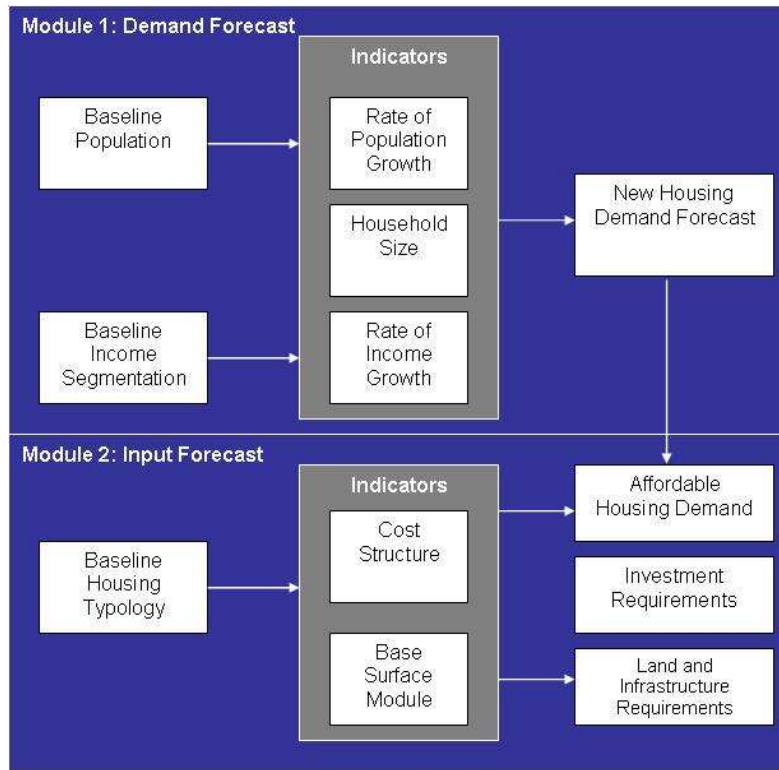 Module 1: Demand Forecast
Indicators
Baseline
Population
Rate of
Population
Growth
New Housing
Demand Forecast
Household
Size
Baseline
Income
Segmentation
Rate of
Income
Growth
Module 2: Input Forecast
Indicators
Affordable
Housing Demand
Cost
Structure
Baseline
Housing
Typology
Investment
Requirements
Base
Surface
Module
Land and
Infrastructure
Requirements